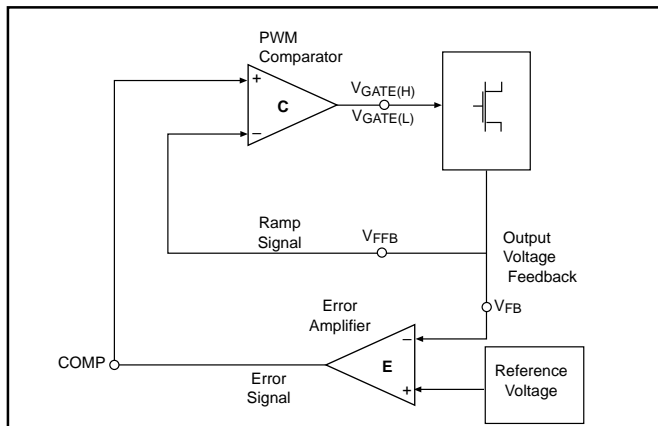 PWM
Comparator
+
C
–
VGATE(H)
VGATE(L)
Ramp
Signal
VFFB
Output
Voltage
Feedback
VFB
Error
Amplifier
–
E
+
COMP
Error
Signal
Reference
Voltage